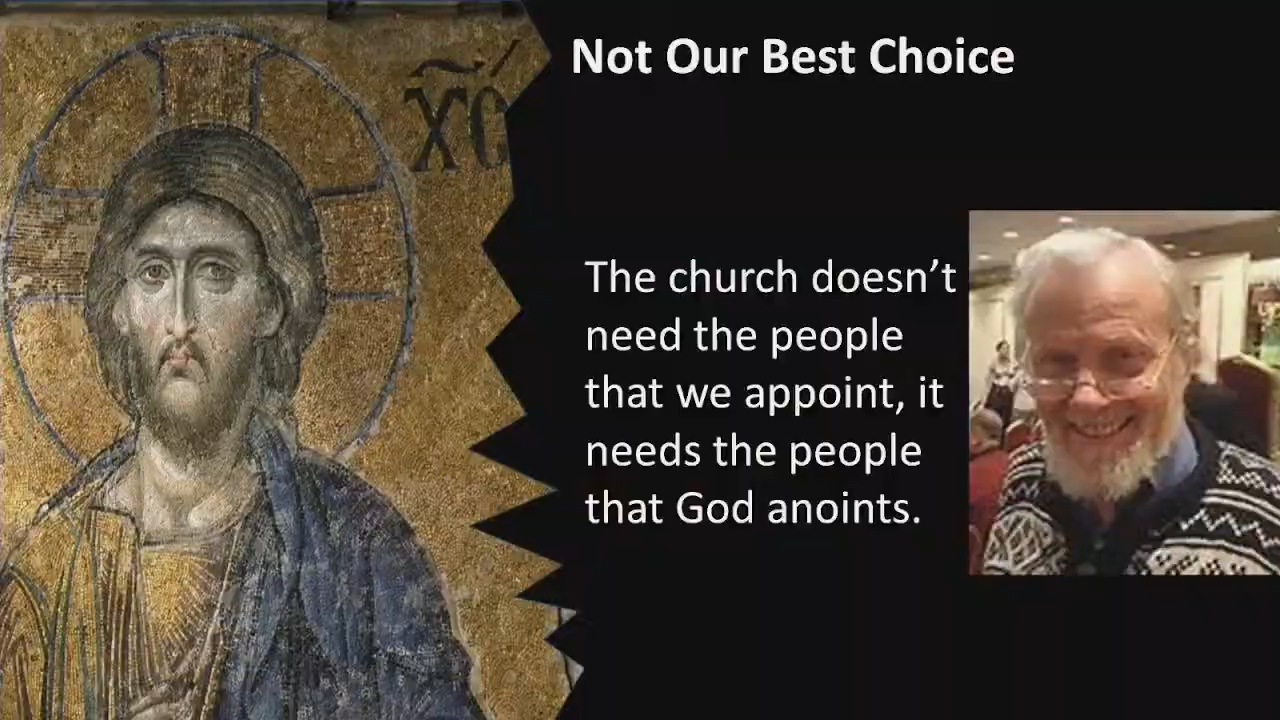 Not Our Best Choice
χ̃ς́
The church doesn’t
need the people
that we appoint, it
needs the people
that God anoints.